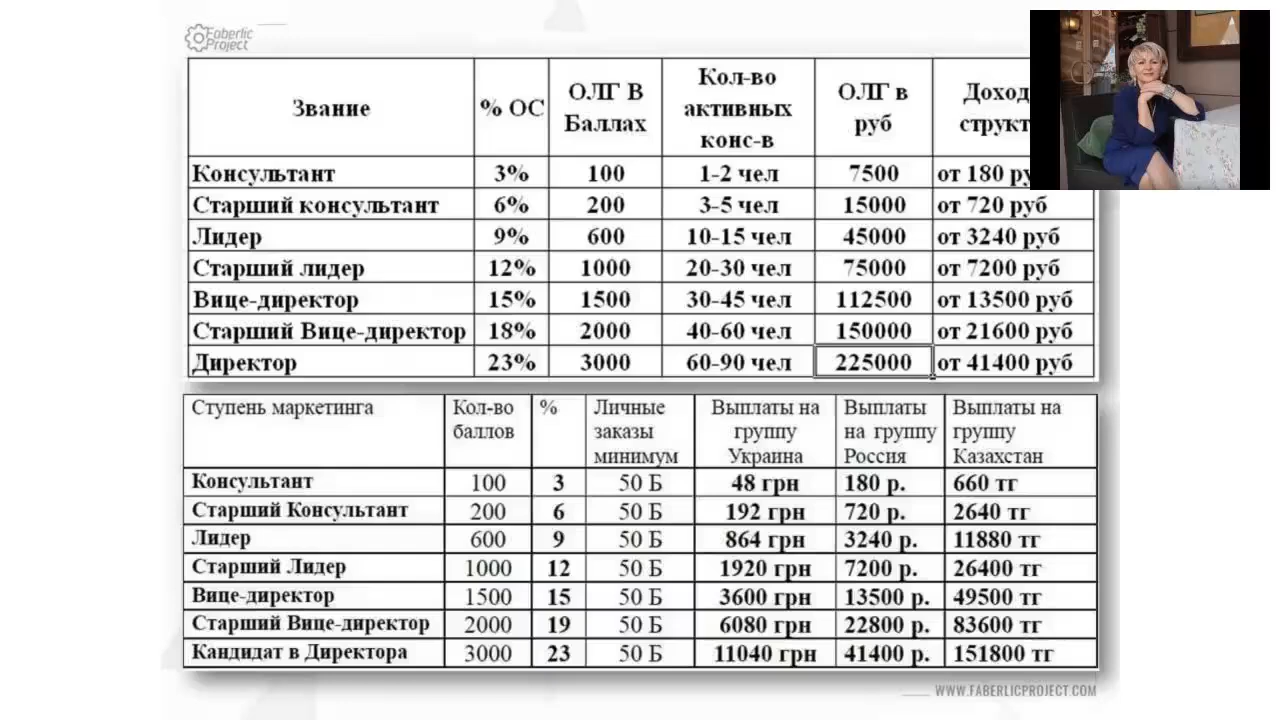 Faberlic
Project
Звание % ОС ОЛГ В Баллах Кол-во активных конс-в ОЛГ в руб Доход структ
Консультант 3% 100 1-2 чел 7500 от 180
Старший консультант 6% 200 3-5 чел 15000 от 720 руб
Лидер 9% 600 10-15 чел 45000 от 3240 руб
Старший лидер 12% 1000 20-30 чел 75000 от 7200 руб
Вице-директор 15% 1500 30-45 чел 112500 от 13500 руб
Старший Вице-директор 18% 2000 40-60 чел 150000 от 21600 руб
Директор 23% 3000 60-90 чел 225000 от 41400 руб
Ступень маркетинга Кол-во баллов % Личные заказы минимум Выплаты на группу Украина Выплаты на группу Россия Выплаты на группу Казахстан
Консультант 100 3 50 Б 48 грн 180 р. 660 тг
Старший Консультант 200 6 50 Б 192 грн 720 р. 2640 тг
Лидер 600 9 50 Б 864 грн 3240 р. 11880 тг
Старший Лидер 1000 12 50 Б 1920 грн 7200 р. 26400 тг
Вице-директор 1500 15 50 Б 3600 грн 13500 р. 49500 тг
Старший Вице-директор 2000 19 50 Б 6080 грн 22800 р. 83600 тг
Кандидат в Директора 3000 23 50 Б 11040 грн 41400 р. 151800 тг
WWW.FABERLICPROJECT.COM